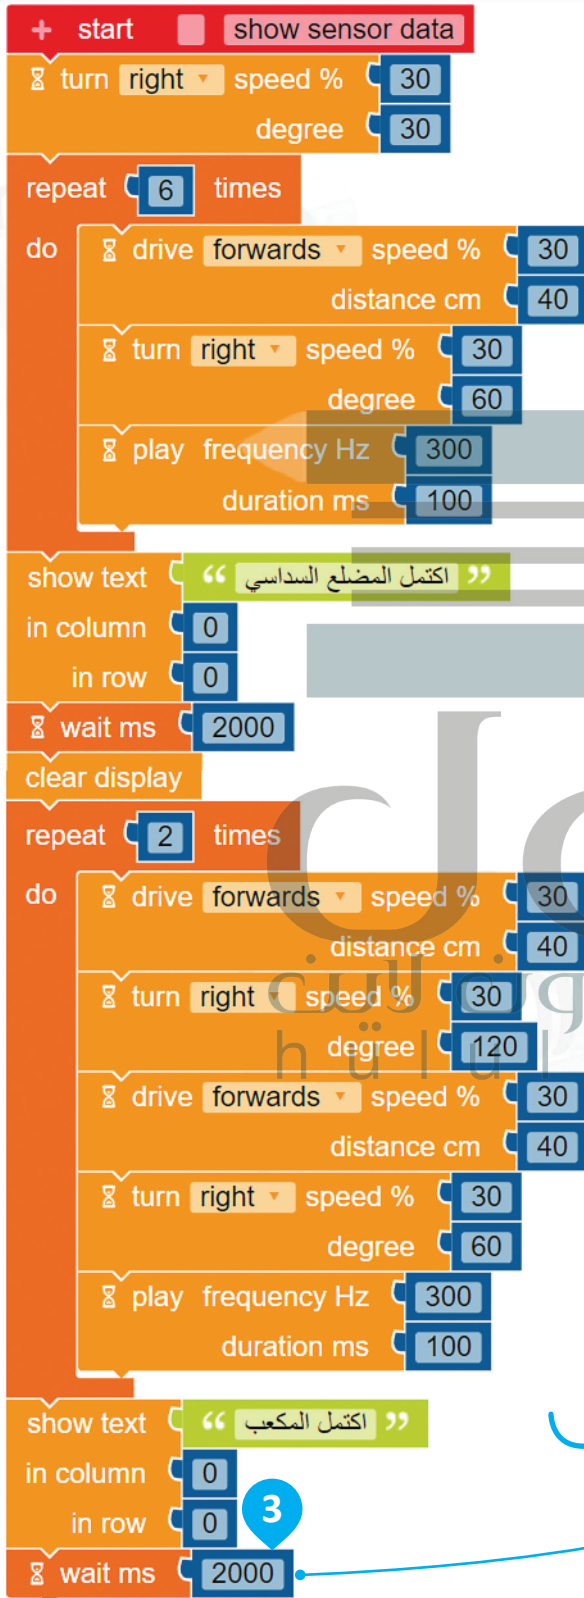 + start show sensor data
turn right speed % 30
degree 30
repeat 6 times
do drive forwards speed % 30
distance cm 40
turn right speed % 30
degree 60
play frequency Hz 300
duration ms 100
show text “ اكتمل المضلع السداسي ”
in column 0
in row 0
wait ms 2000
clear display
repeat 2 times
do drive forwards speed % 30
distance cm 40
turn right speed % 30
degree 120
drive forwards speed % 30
distance cm 40
turn right speed % 30
degree 60
play frequency Hz 300
duration ms 100
show text “ اكتمل المكعب ”
in column 0
in row 0
3
wait ms 2000